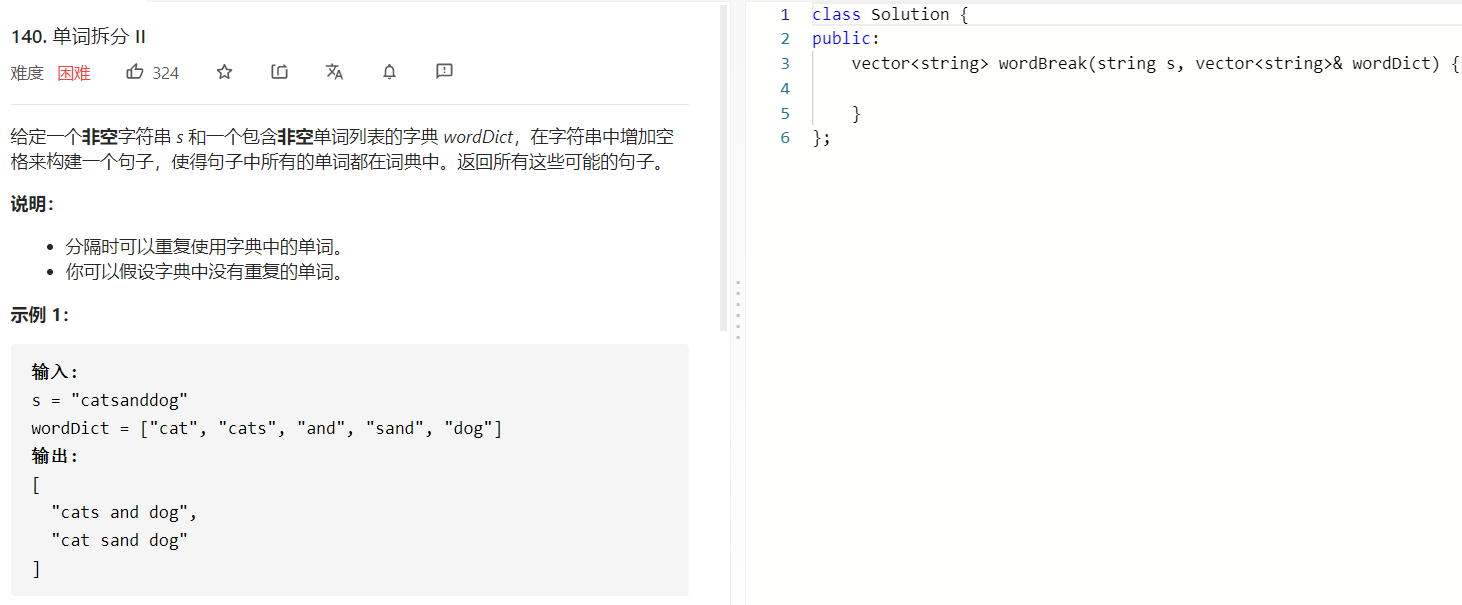 140. 单词拆分 II
难度 困难 324
给定一个非空字符串 s 和一个包含非空单词列表的字典 wordDict，在字符串中增加空
格来构建一个句子，使得句子中所有的单词都在词典中。返回所有这些可能的句子。
说明：
• 分隔时可以重复使用字典中的单词。
• 你可以假设字典中没有重复的单词。
示例 1：
输入:
s = "catsanddog"
wordDict = ["cat", "cats", "and", "sand", "dog"]
输出:
[
  "cats and dog",
  "cat sand dog"
]
1 class Solution {
2 public:
3     vector<string> wordBreak(string s, vector<string>& wordDict) {
4
5     }
6 };